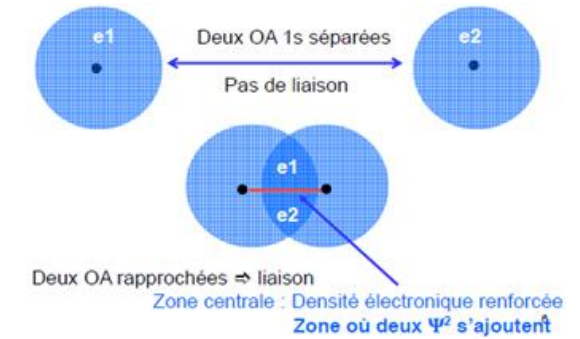 e1
Deux OA 1s séparées
e2
Pas de liaison
e1
e2
Deux OA rapprochées ⇒ liaison
Zone centrale : Densité électronique renforcée
Zone où deux Ψ² s'ajoutent